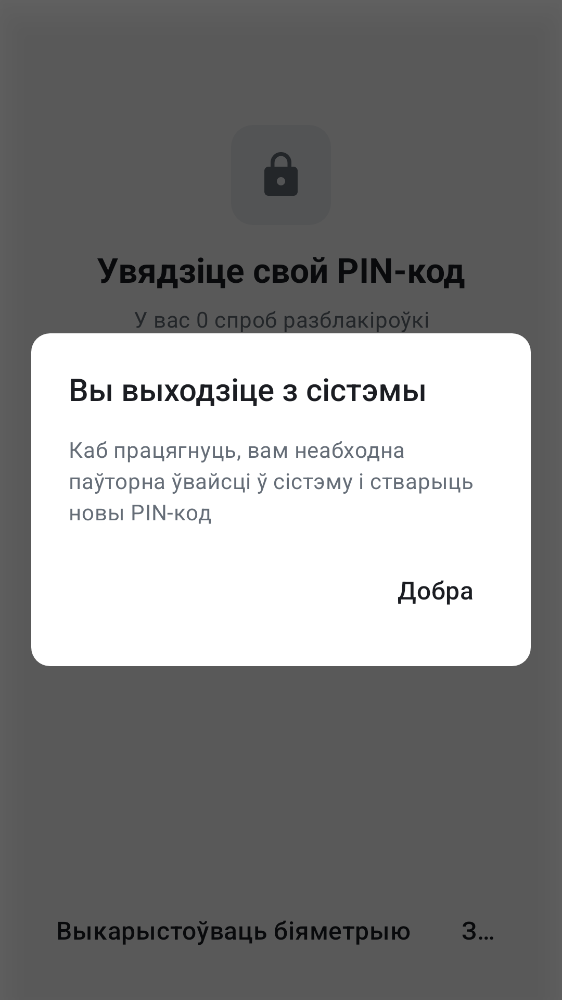 Увядзіце свой PIN-код
У вас 0 спроб разблакіроўкі
Вы выходзіце з сістэмы
Каб працягнуць, вам неабходна
паўторна ўвайсці ў сістэму і стварыць
новы PIN-код
Добра
Выкарыстоўваць біяметрыю З...